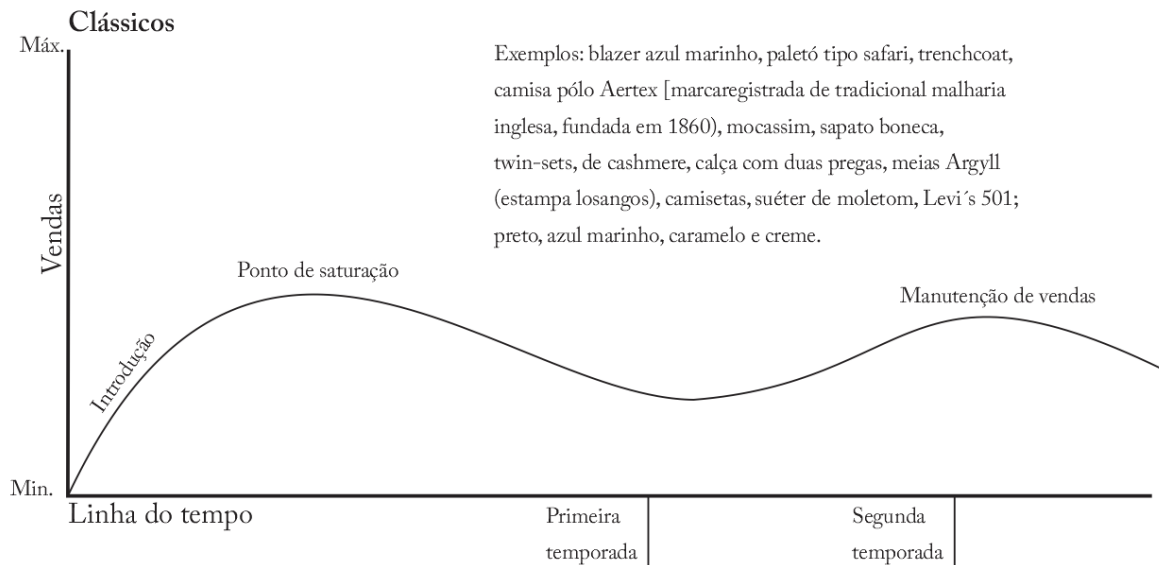 Clássicos
Máx.
Exemplos: blazer azul marinho, paletó tipo safari, trenchcoat,
camisa pólo Aertex [marcaregistrada de tradicional malharia
inglesa, fundada em 1860), mocassim, sapato boneca,
twin-sets, de cashmere, calça com duas pregas, meias Argyll
(estampa losangos), camisetas, suéter de moletom, Levi´s 501;
preto, azul marinho, caramelo e creme.
Vendas
Ponto de saturação
Manutenção de vendas
Introdução
Min.
Linha do tempo
Primeira
temporada
Segunda
temporada